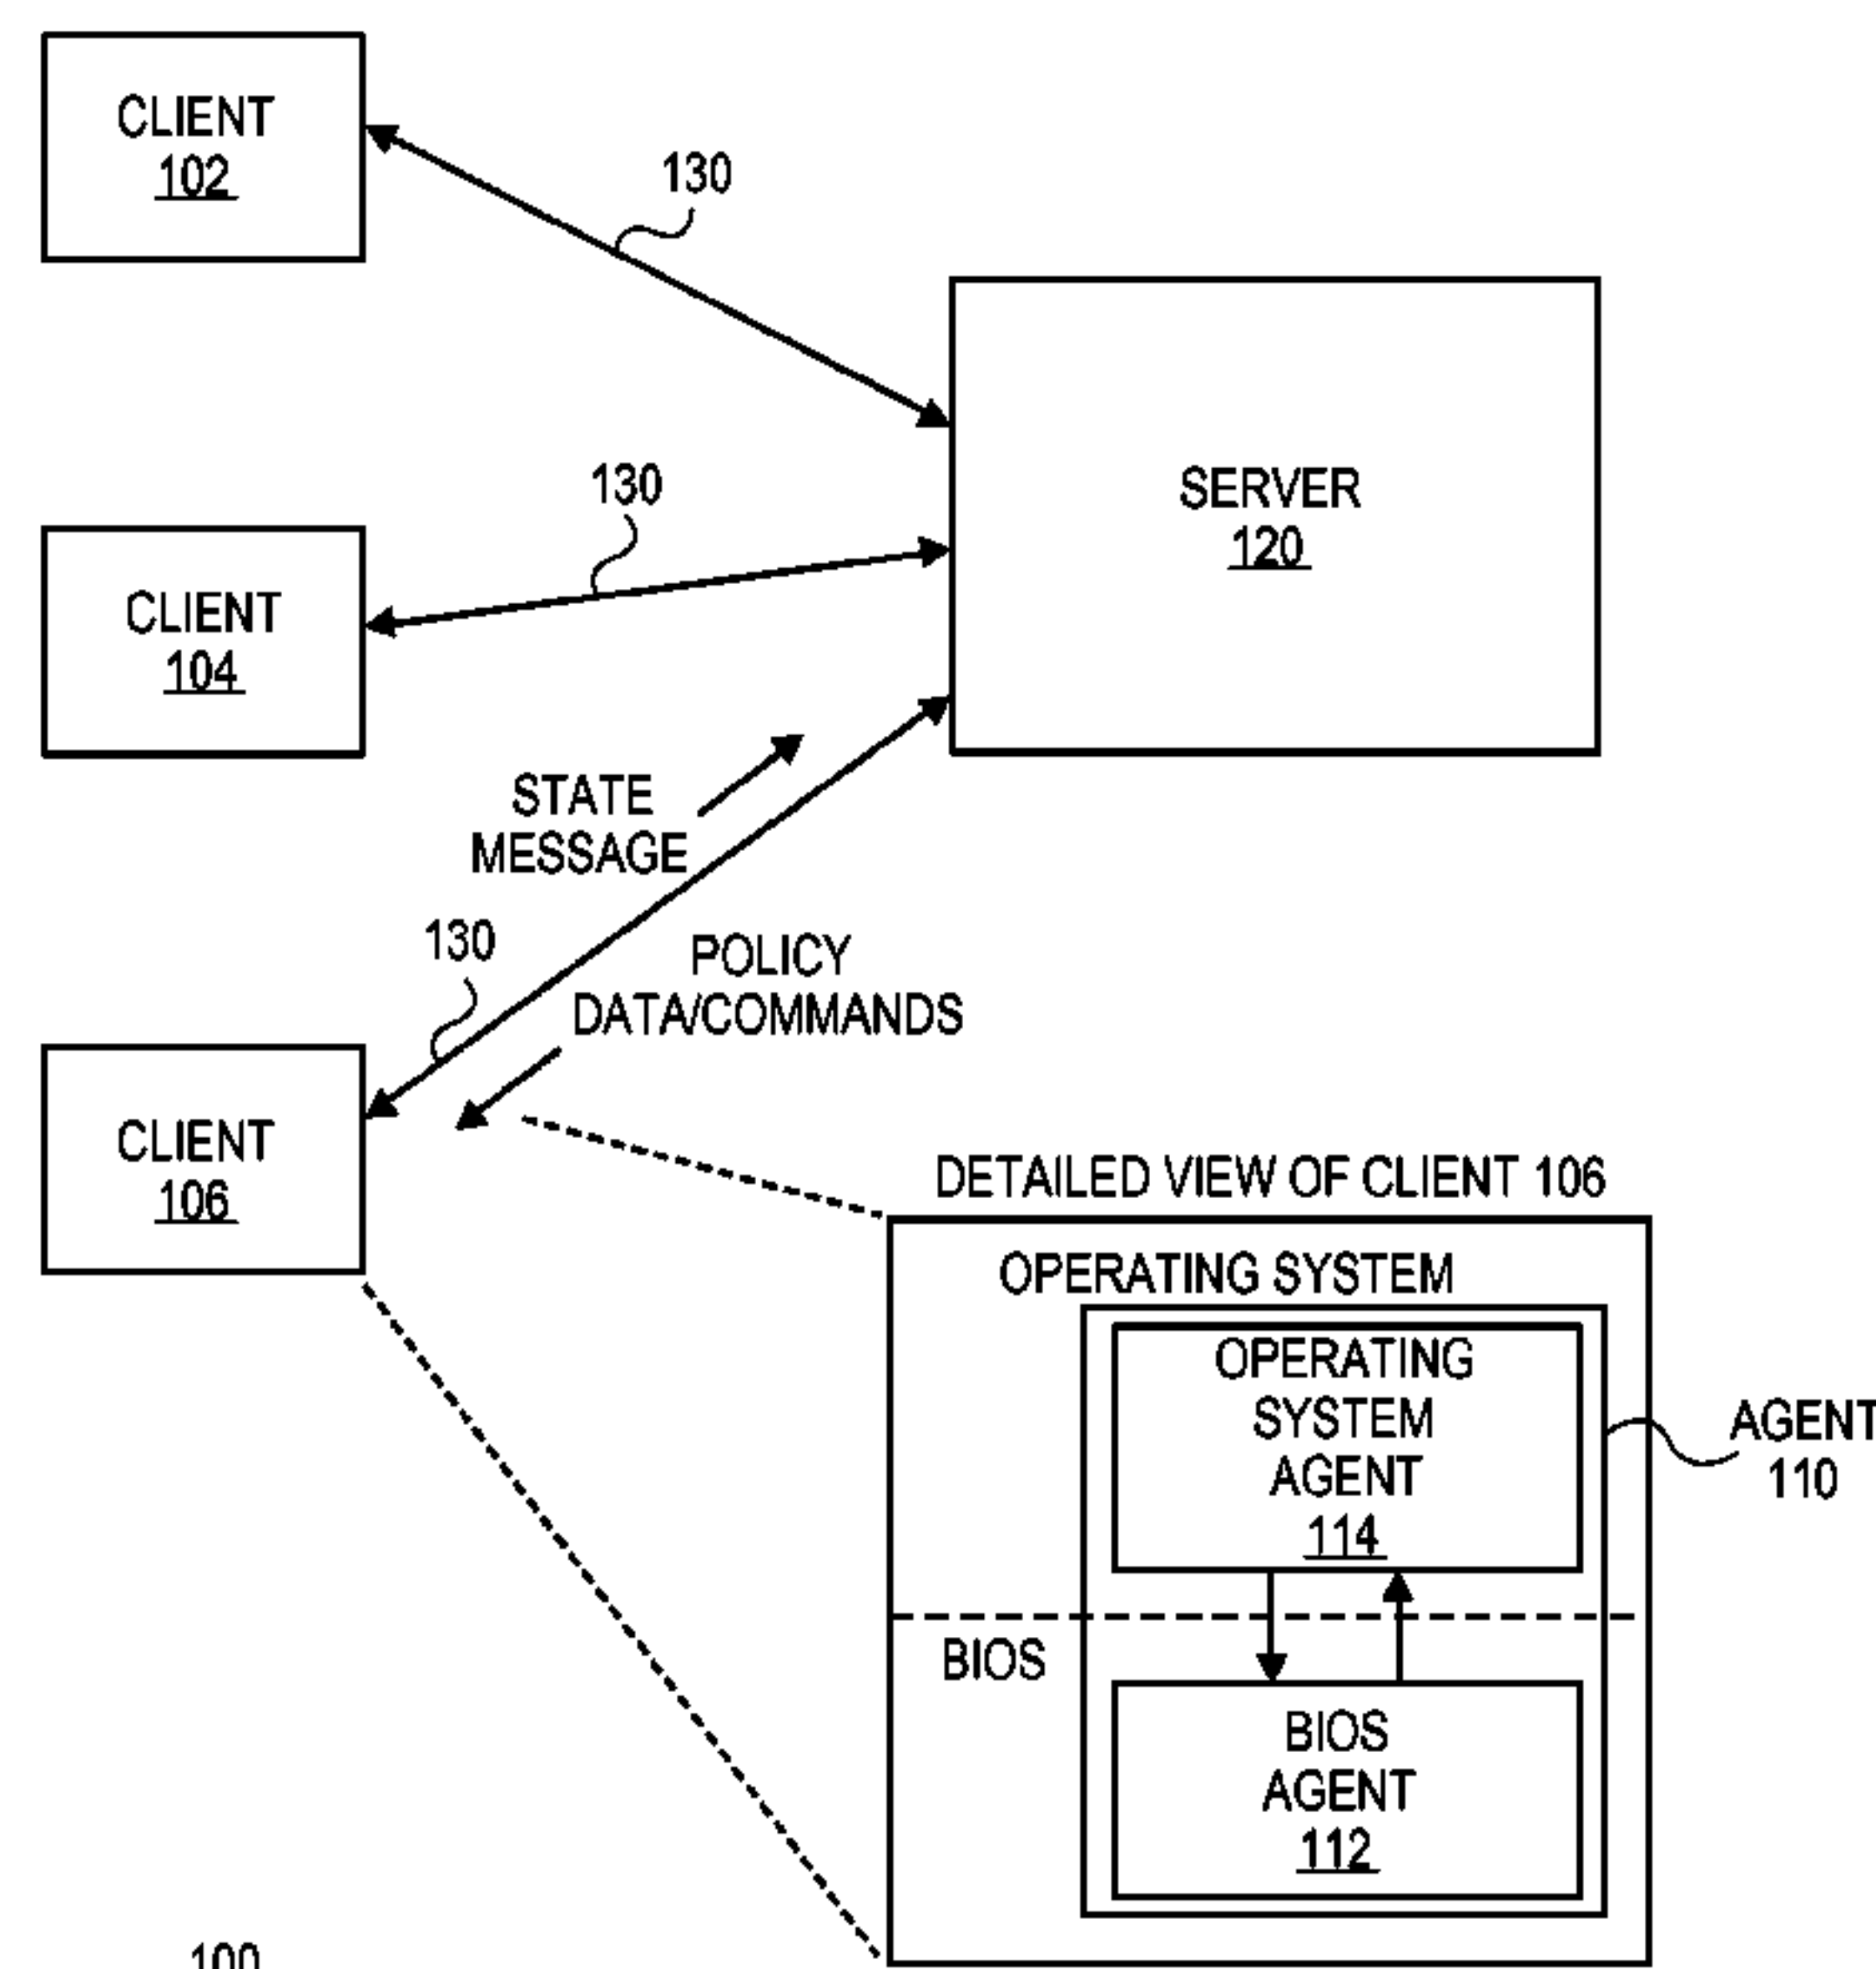 CLIENT
102
130
SERVER
120
130
CLIENT
104
STATE
MESSAGE
130
POLICY
DATA/COMMANDS
CLIENT
106
DETAILED VIEW OF CLIENT 106
OPERATING SYSTEM
OPERATING
SYSTEM
AGENT
114
AGENT
110
BIOS
BIOS
AGENT
112
100